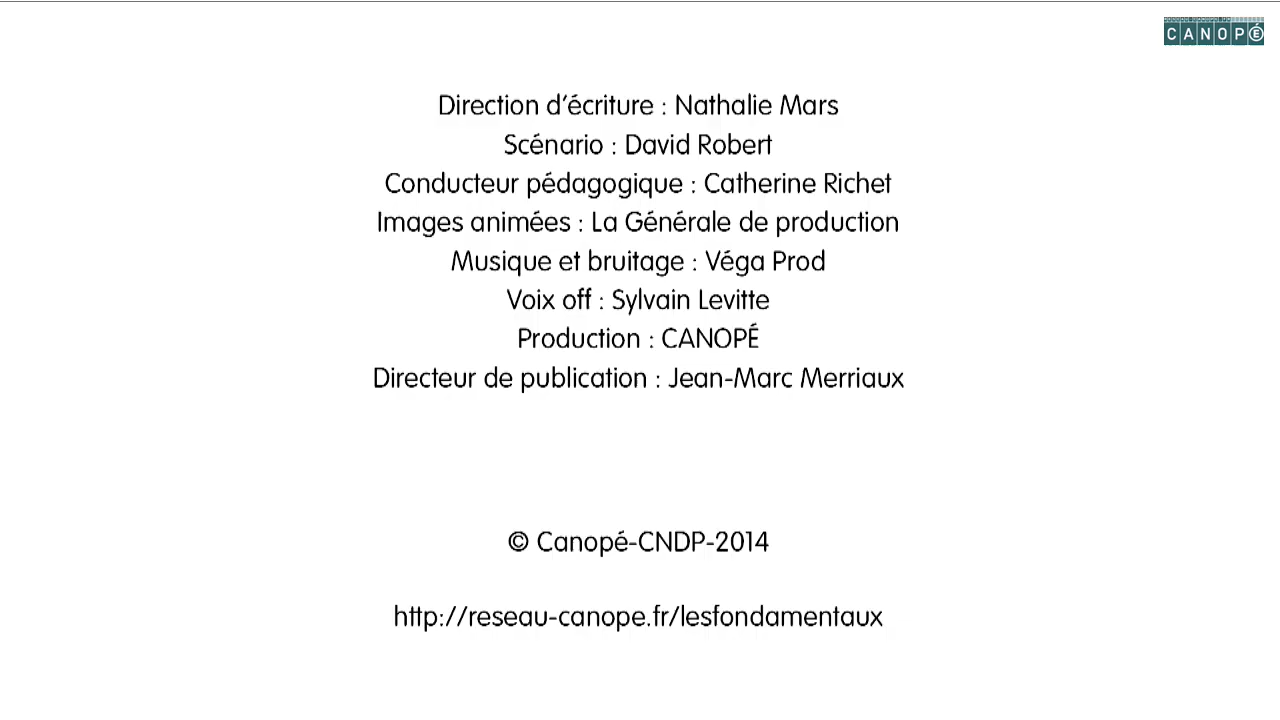 CANOPÉ
Direction d’écriture : Nathalie Mars
Scénario : David Robert
Conducteur pédagogique : Catherine Richet
Images animées : La Générale de production
Musique et bruitage : Véga Prod
Voix off : Sylvain Levitte
Production : CANOPÉ
Directeur de publication : Jean-Marc Merriaux
© Canopé-CNDP-2014
http://reseau-canope.fr/lesfondamentaux